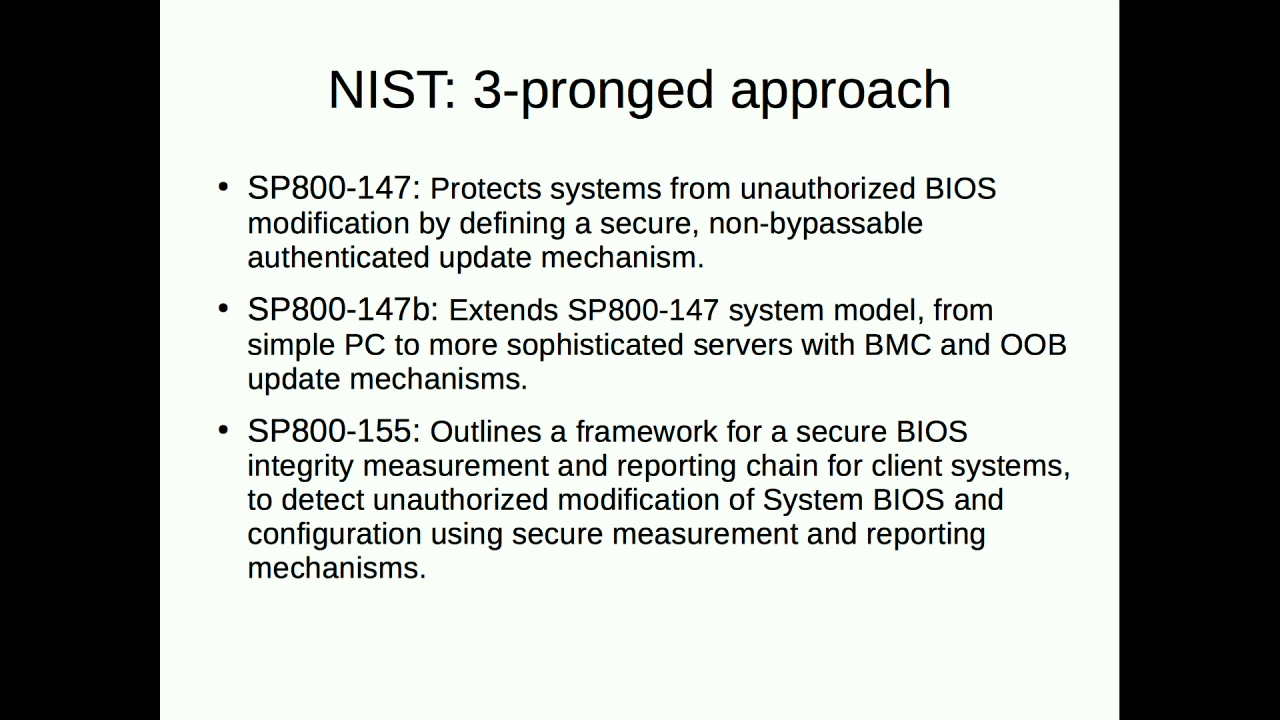 NIST: 3-pronged approach
• SP800-147: Protects systems from unauthorized BIOS
modification by defining a secure, non-bypassable
authenticated update mechanism.
• SP800-147b: Extends SP800-147 system model, from
simple PC to more sophisticated servers with BMC and OOB
update mechanisms.
• SP800-155: Outlines a framework for a secure BIOS
integrity measurement and reporting chain for client systems,
to detect unauthorized modification of System BIOS and
configuration using secure measurement and reporting
mechanisms.